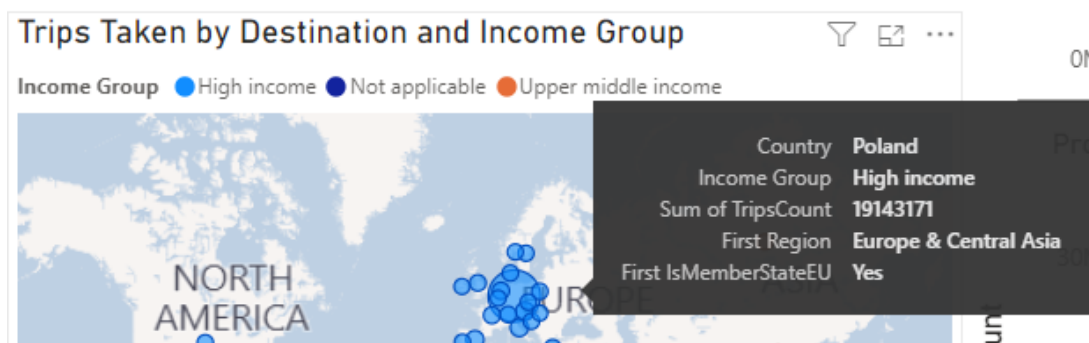 Trips Taken by Destination and Income Group
Income Group High income Not applicable Upper middle income
Country Poland
Income Group High income
Sum of TripsCount 19143171
First Region Europe & Central Asia
First IsMemberStateEU Yes
NORTH
AMERICA
EUROPE
ASIA